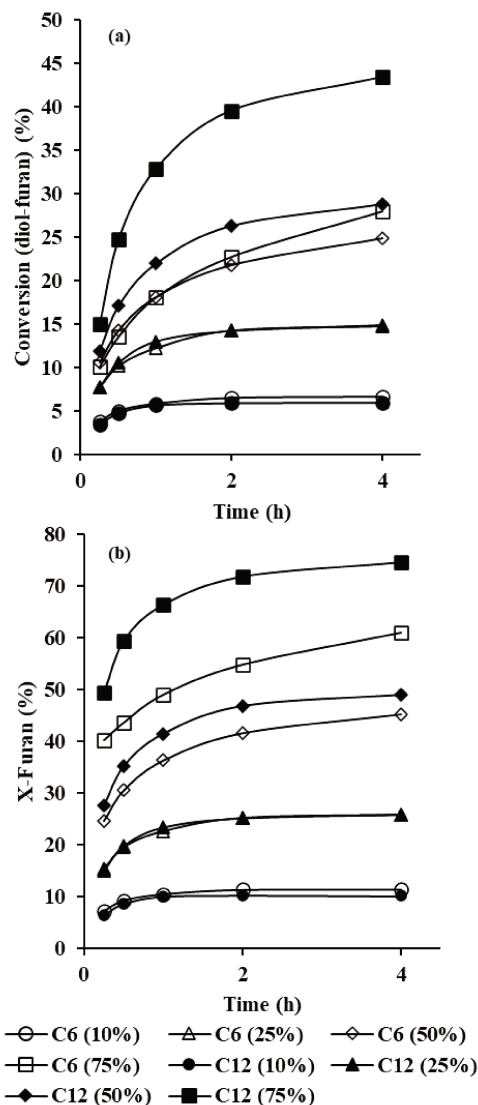 50
(a)
45
40
35
30
25
20
15
10
5
0
Conversion (diol-furan) (%)
0 2 4
Time (h)
80
(b)
70
60
50
40
30
20
10
0
X-Furan (%)
0 2 4
Time (h)
C6 (10%) C6 (25%) C6 (50%)
C6 (75%) C12 (10%) C12 (25%)
C12 (50%) C12 (75%)